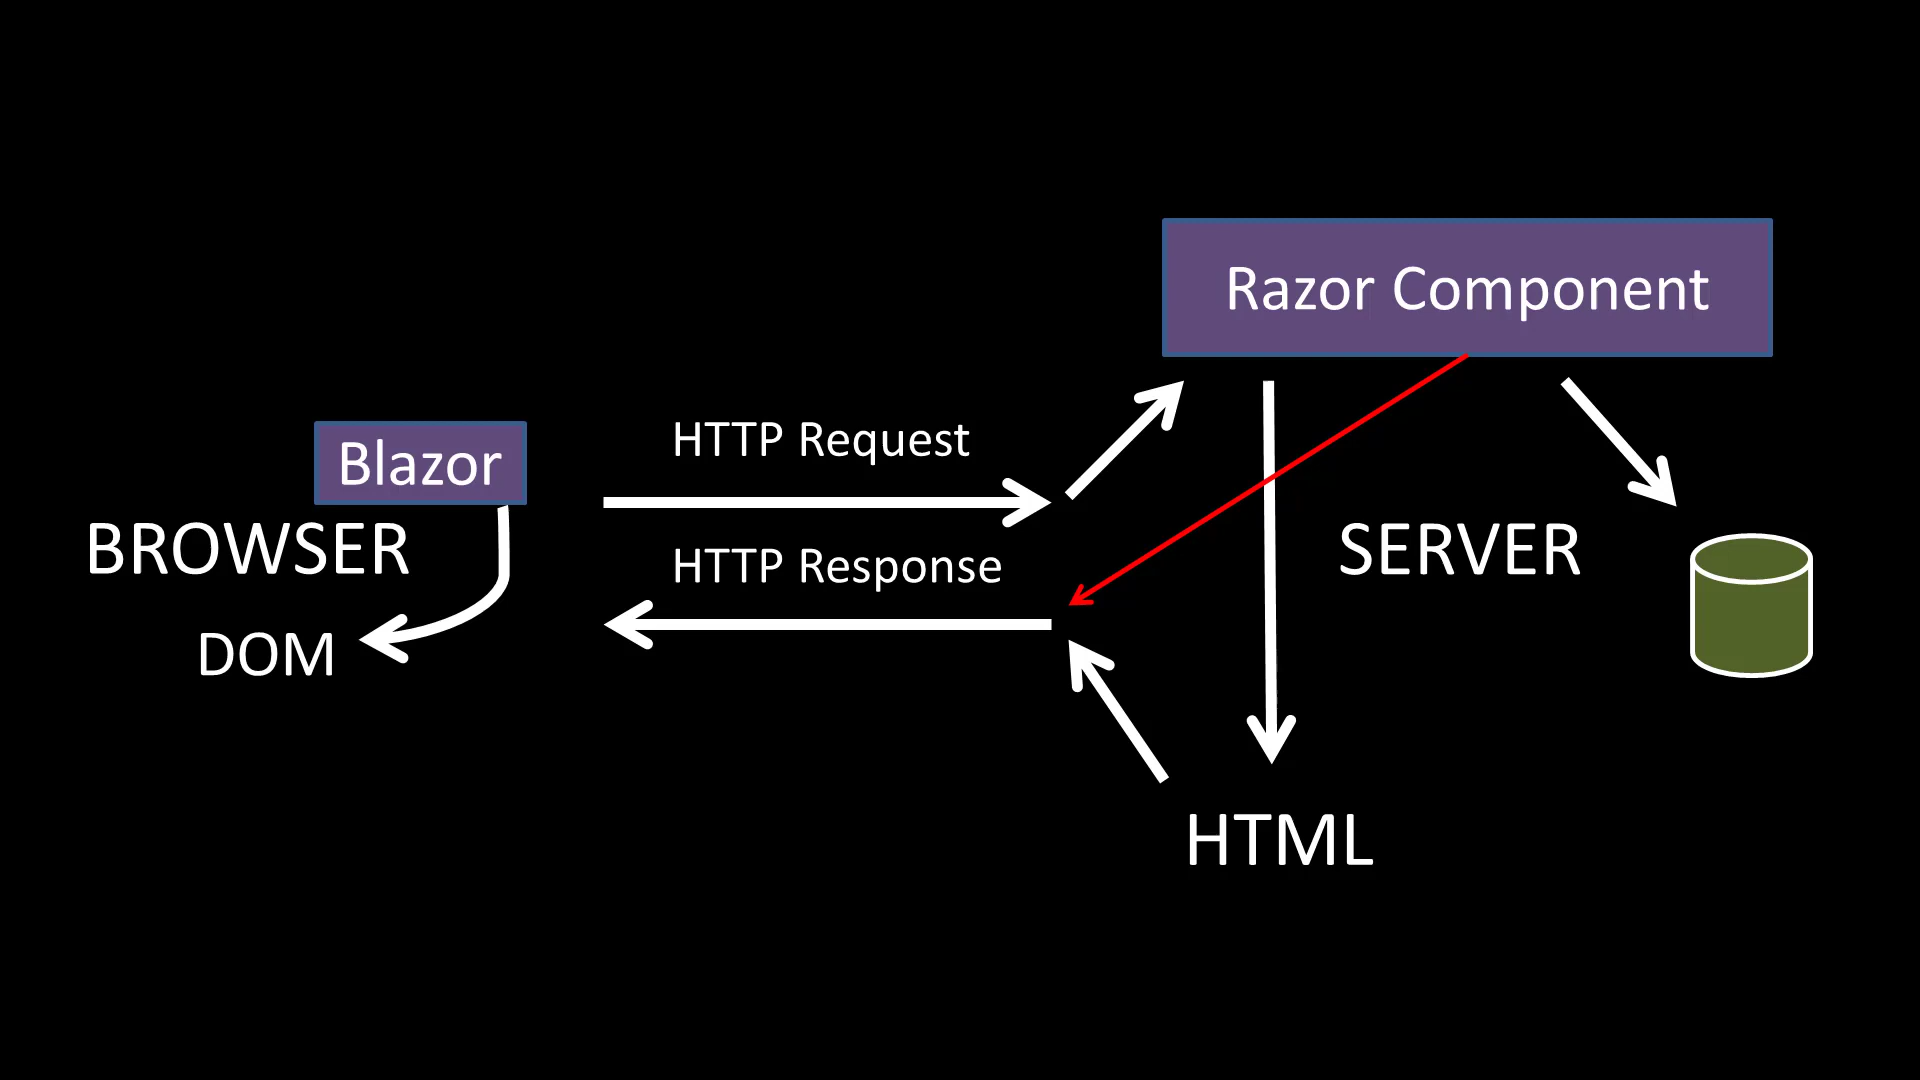 Razor Component
Blazor
HTTP Request
BROWSER
HTTP Response
SERVER
DOM
HTML